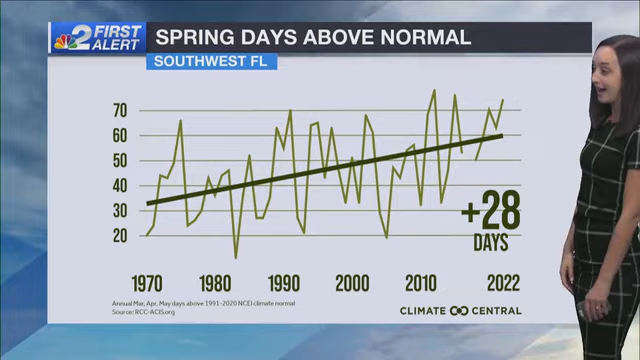 2 FIRST ALERT
SPRING DAYS ABOVE NORMAL
SOUTHWEST FL
70
60
50
40
30
20
+28
DAYS
1970 1980 1990 2000 2010 2022
Annual Mar, Apr, May days above 1991-2020 NCEI climate normal
Source: RCC-ACIS.org
CLIMATE CENTRAL